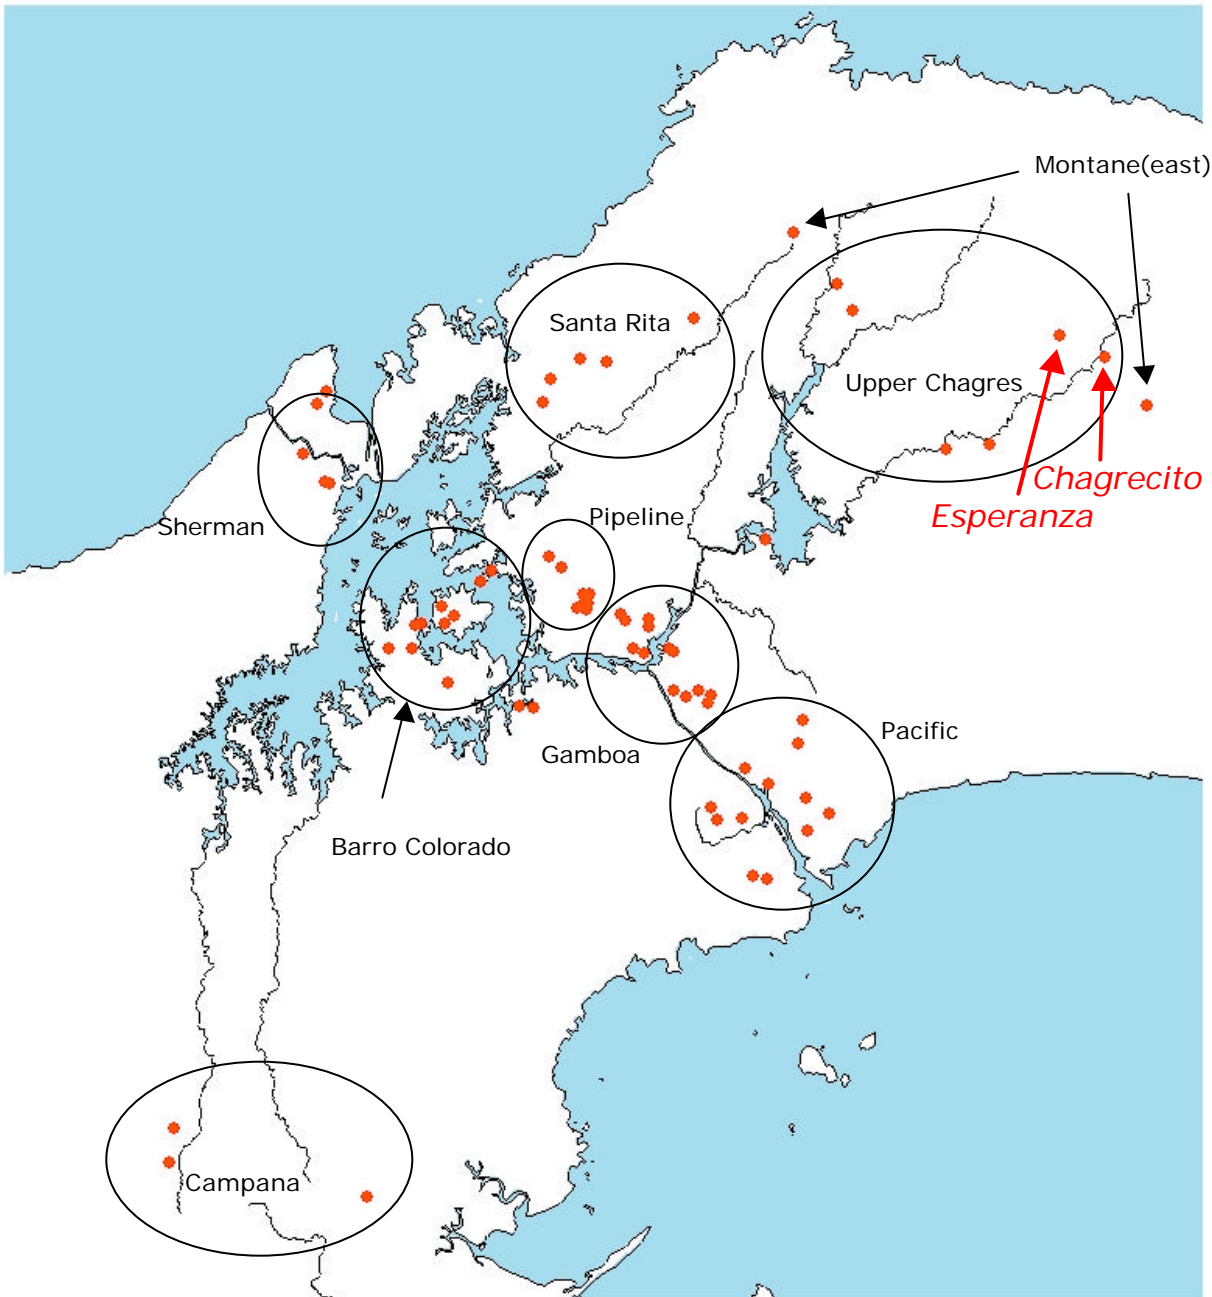 Montane(east)
Santa Rita
Upper Chagres
Chagrecito
Esperanza
Sherman
Pipeline
Pacific
Gamboa
Barro Colorado
Campana